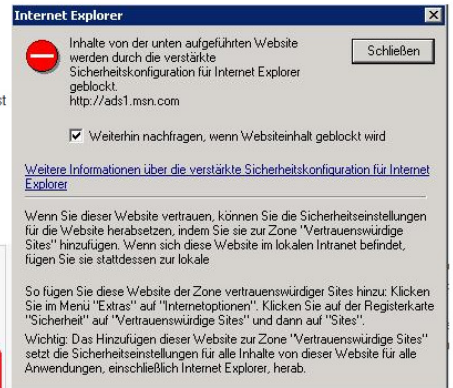 Internet Explorer
Inhalte von der unten aufgeführten Website
werden durch die verstärkte
Sicherheitskonfiguration für Internet Explorer
geblockt.
http://ads1.msn.com
Schließen
Weiterhin nachfragen, wenn Websiteinhalt geblockt wird
Weitere Informationen über die verstärkte Sicherheitskonfiguration für Internet
Explorer
Wenn Sie dieser Website vertrauen, können Sie die Sicherheitseinstellungen
für die Website herabsetzen, indem Sie sie zur Zone "Vertrauenswürdige
Sites" hinzufügen. Wenn sich diese Website im lokalen Intranet befindet,
fügen Sie sie stattdessen zur lokale
So fügen Sie diese Website der Zone vertrauenswürdiger Sites hinzu: Klicken
Sie im Menü "Extras" auf "Internetoptionen". Klicken Sie auf der Registerkarte
"Sicherheit" auf "Vertrauenswürdige Sites" und dann auf "Sites".
Wichtig: Das Hinzufügen dieser Website zur Zone "Vertrauenswürdige Sites"
setzt die Sicherheitseinstellungen für alle Inhalte von dieser Website für alle
Anwendungen, einschließlich Internet Explorer, herab.